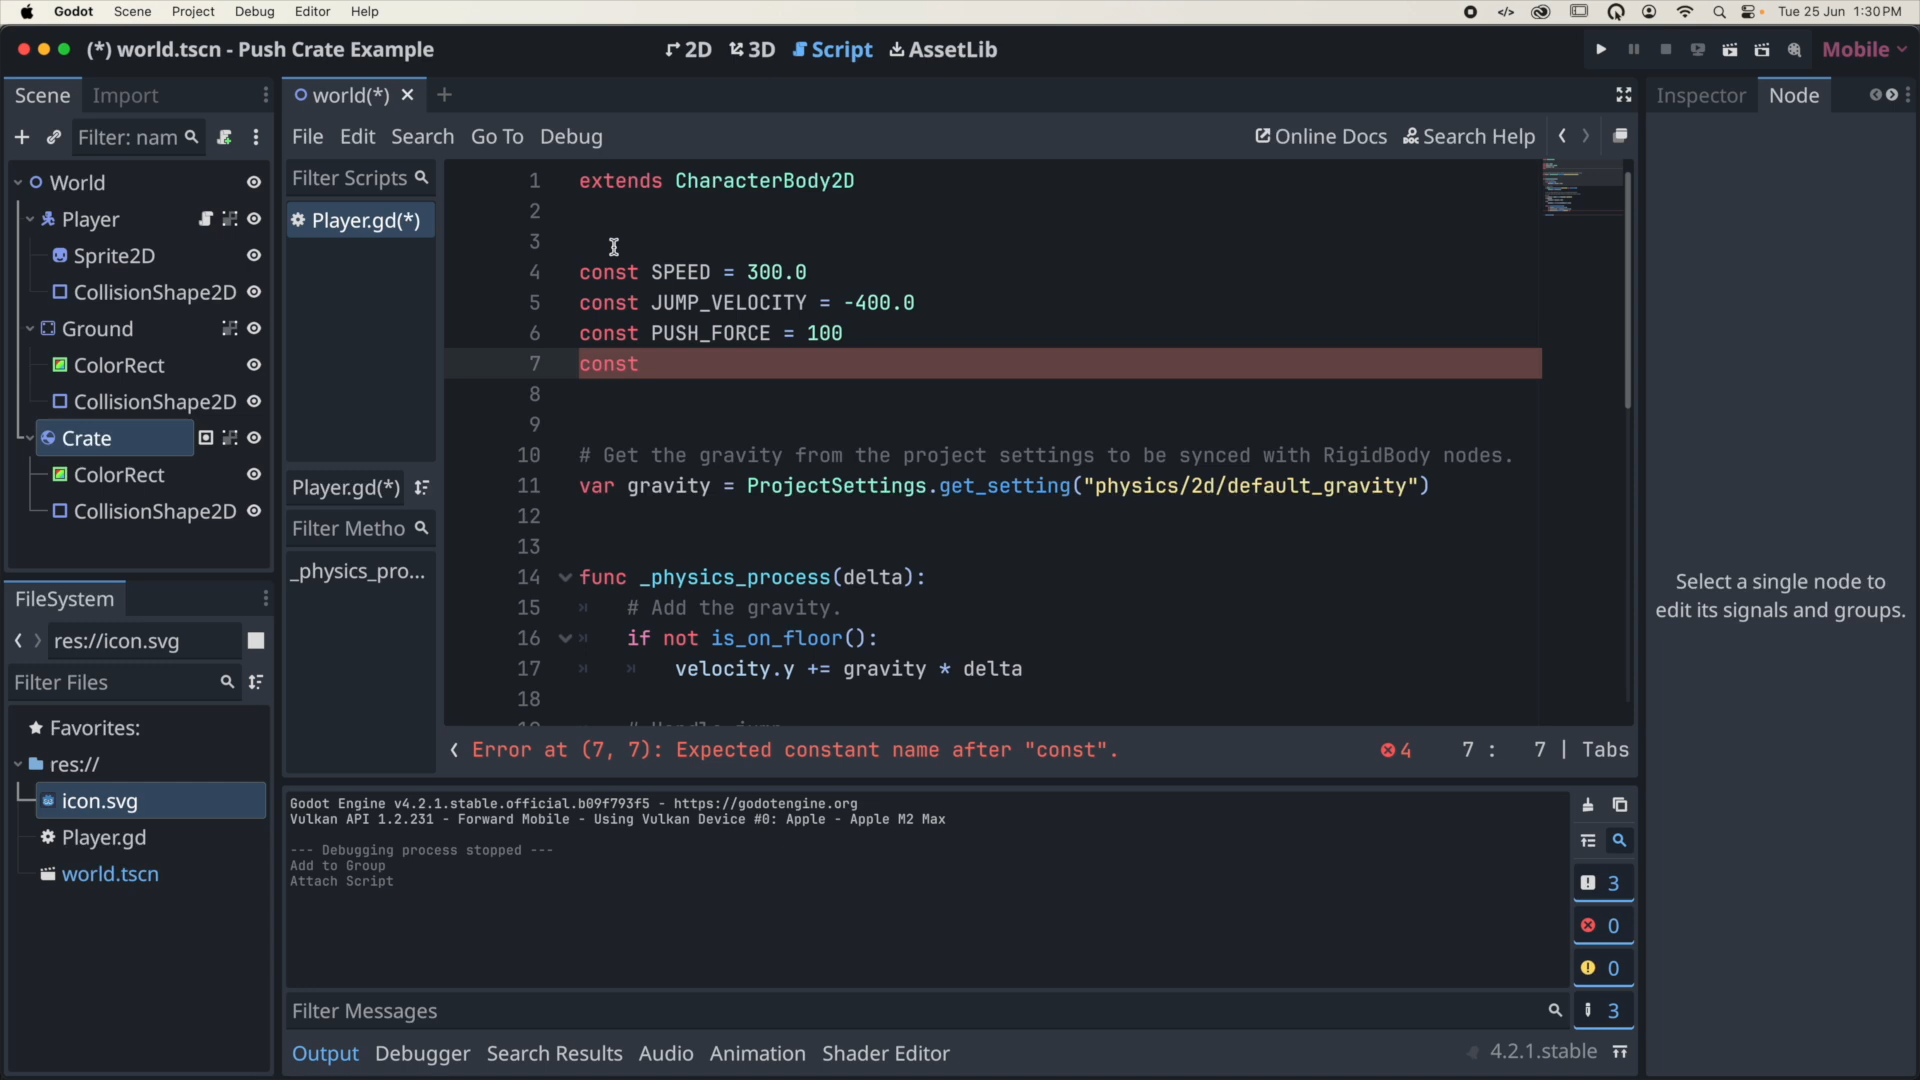 Godot Scene Project Debug Editor Help Tue 25 Jun 1:30PM
(*) world.tscn - Push Crate Example 2D 3D Script AssetLib Mobile
Scene Import
Filter: nam
World
Player
Sprite2D
CollisionShape2D
Ground
ColorRect
CollisionShape2D
Crate
ColorRect
CollisionShape2D
FileSystem
res://icon.svg
Filter Files
Favorites:
res://
icon.svg
Player.gd
world.tscn
world(*)
File Edit Search Go To Debug Online Docs Search Help
Filter Scripts
Player.gd(*)
Player.gd(*)
Filter Metho
_physics_pro...
1 extends CharacterBody2D
2
3
4 const SPEED = 300.0
5 const JUMP_VELOCITY = -400.0
6 const PUSH_FORCE = 100
7 const
8
9
10 # Get the gravity from the project settings to be synced with RigidBody nodes.
11 var gravity = ProjectSettings.get_setting("physics/2d/default_gravity")
12
13
14 func _physics_process(delta):
15 # Add the gravity.
16 if not is_on_floor():
17 velocity.y += gravity * delta
18
Error at (7, 7): Expected constant name after "const". 4 7 : 7 | Tabs
Godot Engine v4.2.1.stable.official.b09f793f5 - https://godotengine.org
Vulkan API 1.2.231 - Forward Mobile - Using Vulkan Device #0: Apple - Apple M2 Max
--- Debugging process stopped ---
Add to Group
Attach Script
3
0
0
3
Filter Messages
Output Debugger Search Results Audio Animation Shader Editor 4.2.1.stable
Inspector Node
Select a single node to
edit its signals and groups.